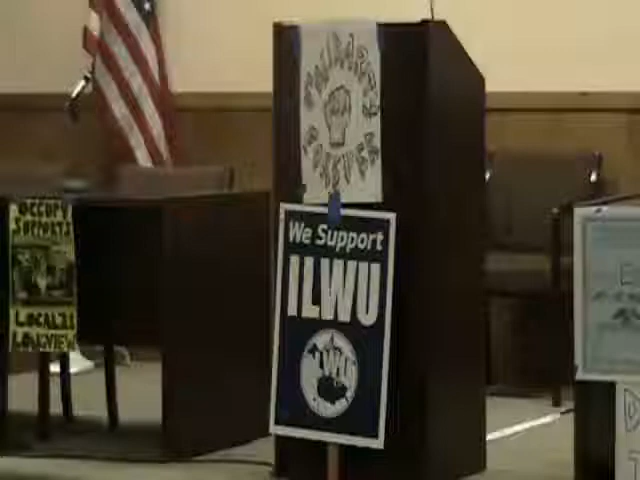 SOLIDARITY
FOREVER
We Support
ILWU
OCCUPY
SUPPORTS
LOCAL 21
LONGVIEW